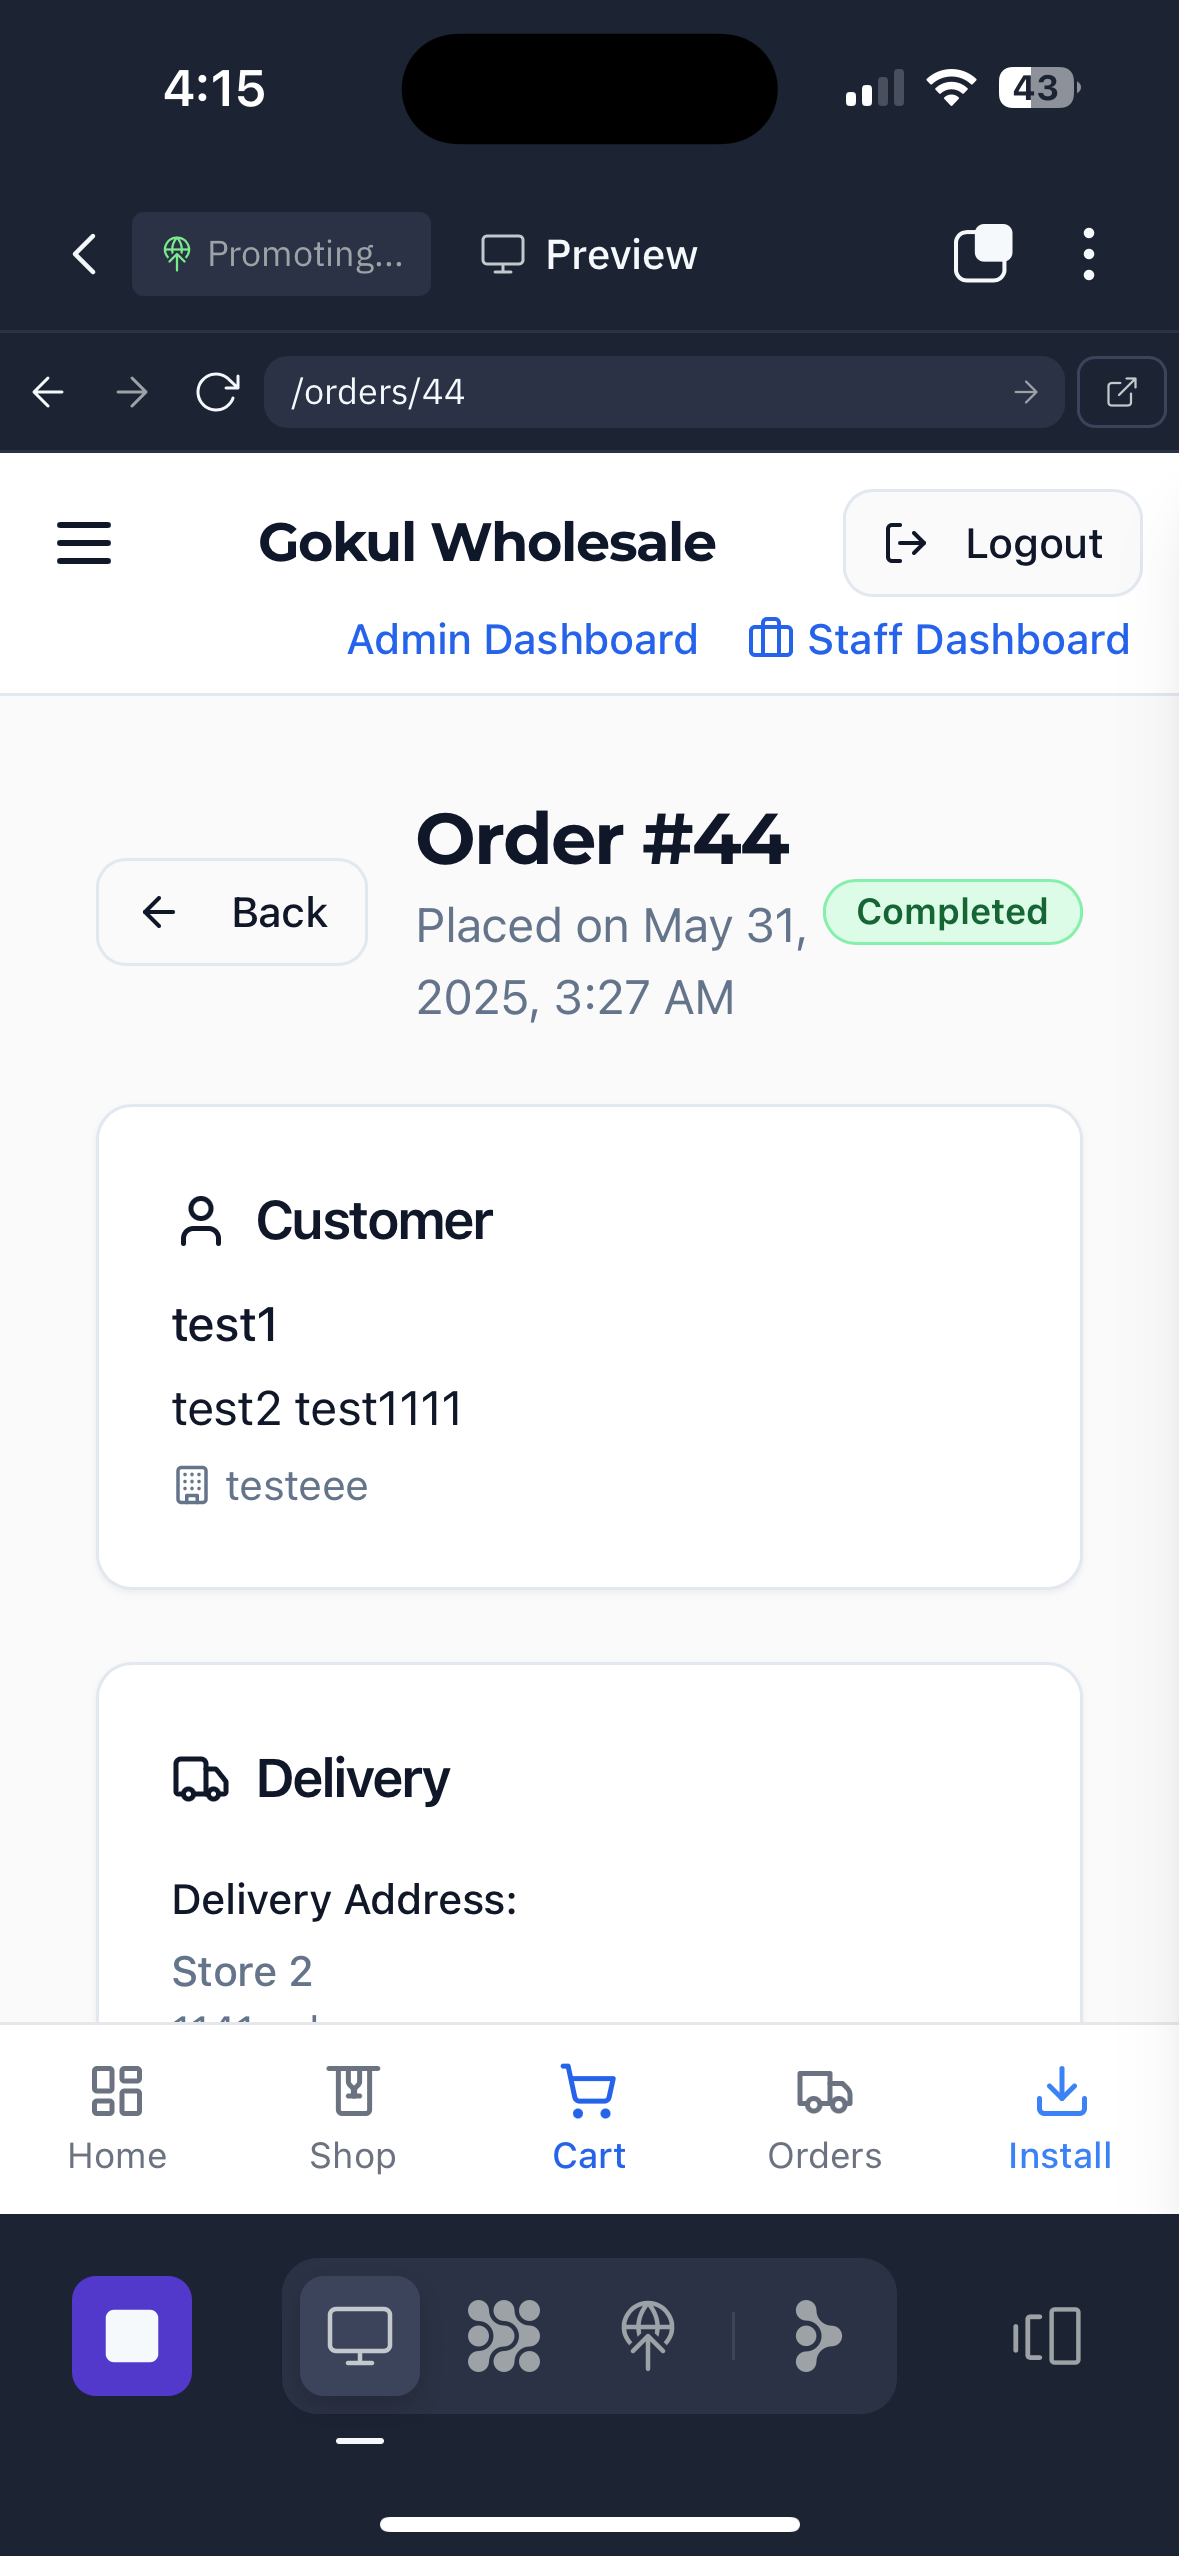 4:15
43
Promoting...
Preview
/orders/44
Gokul Wholesale
Logout
Admin Dashboard
Staff Dashboard
Order #44
Back
Placed on May 31,
2025, 3:27 AM
Completed
Customer
test1
test2 test1111
testeee
Delivery
Delivery Address:
Store 2
Home
Shop
Cart
Orders
Install